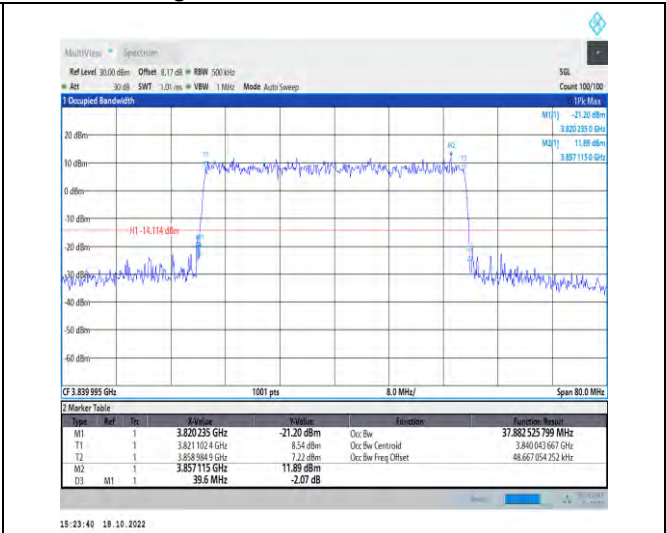 MultiView Spectrum
Ref Level 30.00 dBm Offset 8.17 dB RBW 500 kHz SGL
Att 30 dB SWT 1.01 ms VBW 1 MHz Mode Auto Sweep Count 100/100
1 Occupied Bandwidth 1Pk Max
M1[1] -21.20 dBm
3.820 235 0 GHz
M2[1] 11.89 dBm
3.857 115 0 GHz
20 dBm
M2
T1
T2
10 dBm
0 dBm
-10 dBm
H1 -14.114 dBm
M1
-30 dBm
-40 dBm
-50 dBm
-60 dBm
CF 3.839 995 GHz 1001 pts 8.0 MHz/ Span 80.0 MHz
2 Marker Table
Type Ref Trc X-Value Y-Value Function Function Result
M1 1 3.820 235 GHz -21.20 dBm Occ Bw 37.882 525 799 MHz
T1 1 3.821 102 4 GHz 8.54 dBm Occ Bw Centroid 3.840 043 667 GHz
T2 1 3.858 984 9 GHz 7.22 dBm Occ Bw Freq Offset 48.667 054 252 kHz
M2 1 3.857 115 GHz 11.89 dBm
D3 M1 1 39.6 MHz -2.07 dB
15:23:40 18.10.2022